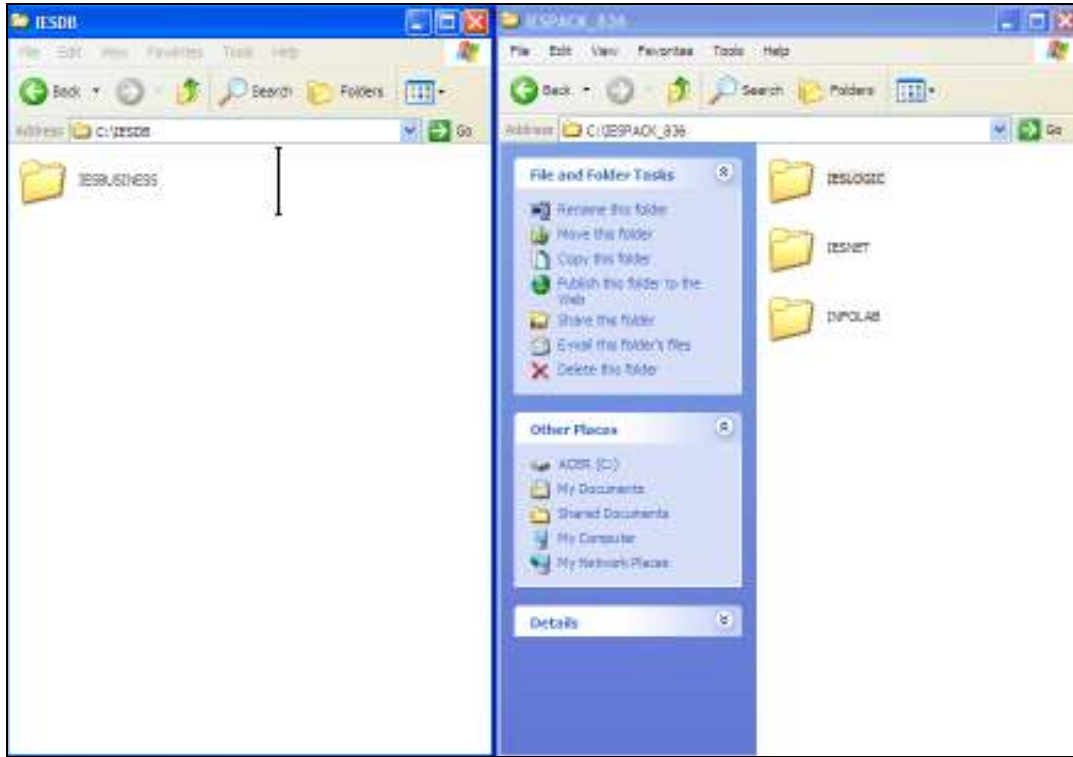 IESDB
File Edit View Favorites Tools Help
Back Search Folders
Address C:\IESDB Go
IESBUSINESS
IESPACK_836
File Edit View Favorites Tools Help
Back Search Folders
Address C:\IESPACK_836 Go
File and Folder Tasks
Rename this folder
Move this folder
Copy this folder
Publish this folder to the
Web
Share this folder
E-mail this folder's files
Delete this folder
Other Places
ACER (C:)
My Documents
Shared Documents
My Computer
My Network Places
Details
IESLOGIC
IESNET
INFOLAB